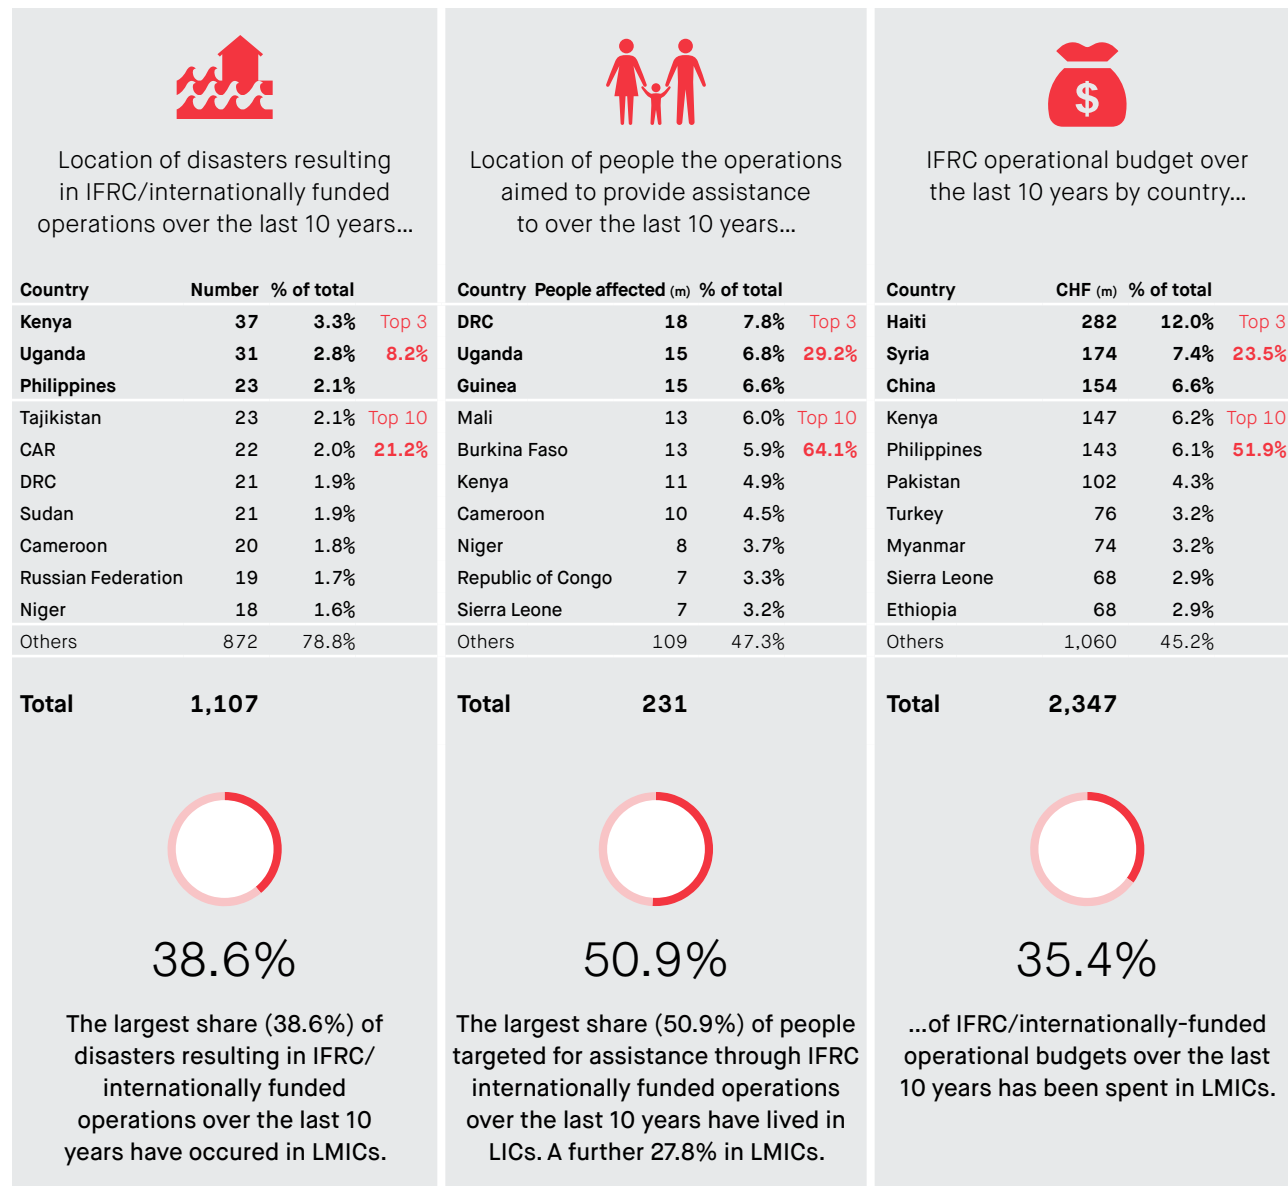 Location of disasters resulting
in IFRC/internationally funded
operations over the last 10 years...
Country Number % of total
Kenya 37 3.3% Top 3
Uganda 31 2.8% 8.2%
Philippines 23 2.1%
Tajikistan 23 2.1% Top 10
CAR 22 2.0% 21.2%
DRC 21 1.9%
Sudan 21 1.9%
Cameroon 20 1.8%
Russian Federation 19 1.7%
Niger 18 1.6%
Others 872 78.8%
Total 1,107
38.6%
The largest share (38.6%) of
disasters resulting in IFRC/
internationally funded
operations over the last 10
years have occured in LMICs.
Location of people the operations
aimed to provide assistance
to over the last 10 years...
Country People affected (m) % of total
DRC 18 7.8% Top 3
Uganda 15 6.8% 29.2%
Guinea 15 6.6%
Mali 13 6.0% Top 10
Burkina Faso 13 5.9% 64.1%
Kenya 11 4.9%
Cameroon 10 4.5%
Niger 8 3.7%
Republic of Congo 7 3.3%
Sierra Leone 7 3.2%
Others 109 47.3%
Total 231
50.9%
The largest share (50.9%) of people
targeted for assistance through IFRC
internationally funded operations
over the last 10 years have lived in
LICs. A further 27.8% in LMICs.
$
IFRC operational budget over
the last 10 years by country...
Country CHF (m) % of total
Haiti 282 12.0% Top 3
Syria 174 7.4% 23.5%
China 154 6.6%
Kenya 147 6.2% Top 10
Philippines 143 6.1% 51.9%
Pakistan 102 4.3%
Turkey 76 3.2%
Myanmar 74 3.2%
Sierra Leone 68 2.9%
Ethiopia 68 2.9%
Others 1,060 45.2%
Total 2,347
35.4%
...of IFRC/internationally-funded
operational budgets over the last
10 years has been spent in LMICs.